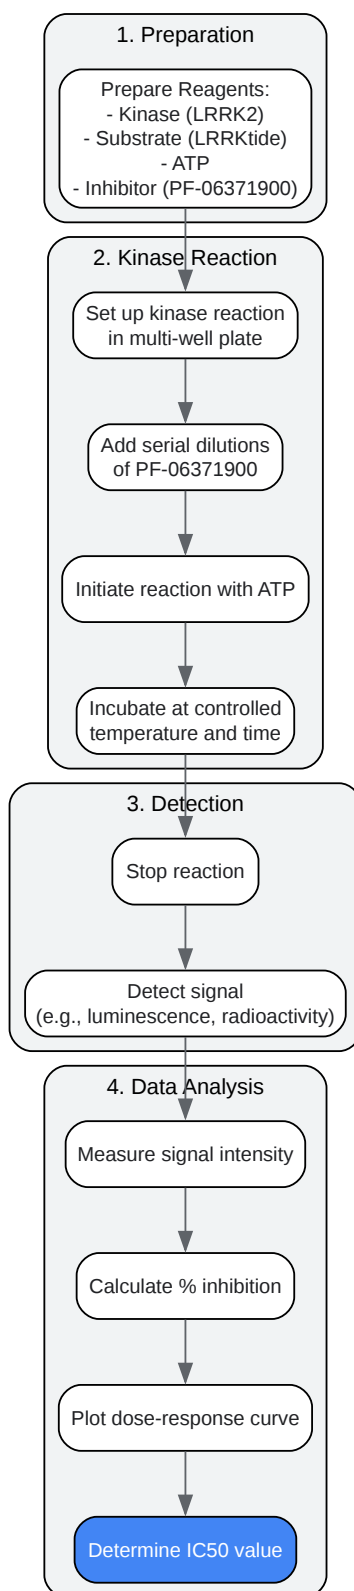 1. Preparation
Prepare Reagents:
- Kinase (LRRK2)
- Substrate (LRRKtide)
- ATP
- Inhibitor (PF-06371900)
2. Kinase Reaction
Set up kinase reaction
in multi-well plate
Add serial dilutions
of PF-06371900
Initiate reaction with ATP
Incubate at controlled
temperature and time
3. Detection
Stop reaction
Detect signal
(e.g., luminescence, radioactivity)
4. Data Analysis
Measure signal intensity
Calculate % inhibition
Plot dose-response curve
Determine IC50 value